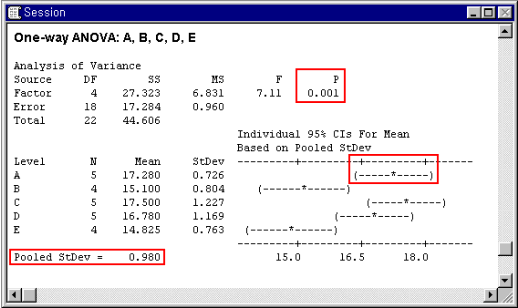 Session
One-way ANOVA: A, B, C, D, E
Analysis of Variance
Source DF SS MS F P
Factor 4 27.323 6.831 7.11 0.001
Error 18 17.284 0.960
Total 22 44.606
Individual 95% CIs For Mean
Based on Pooled StDev
Level N Mean StDev --------+---------+---------+-------
A 5 17.280 0.726 (-----*-----)
B 4 15.100 0.804 (------*------)
C 5 17.500 1.227 (-----*-----)
D 5 16.780 1.169 (-----*-----)
E 4 14.825 0.763 (------*------)
--------+---------+---------+-------
Pooled StDev = 0.980 15.0 16.5 18.0